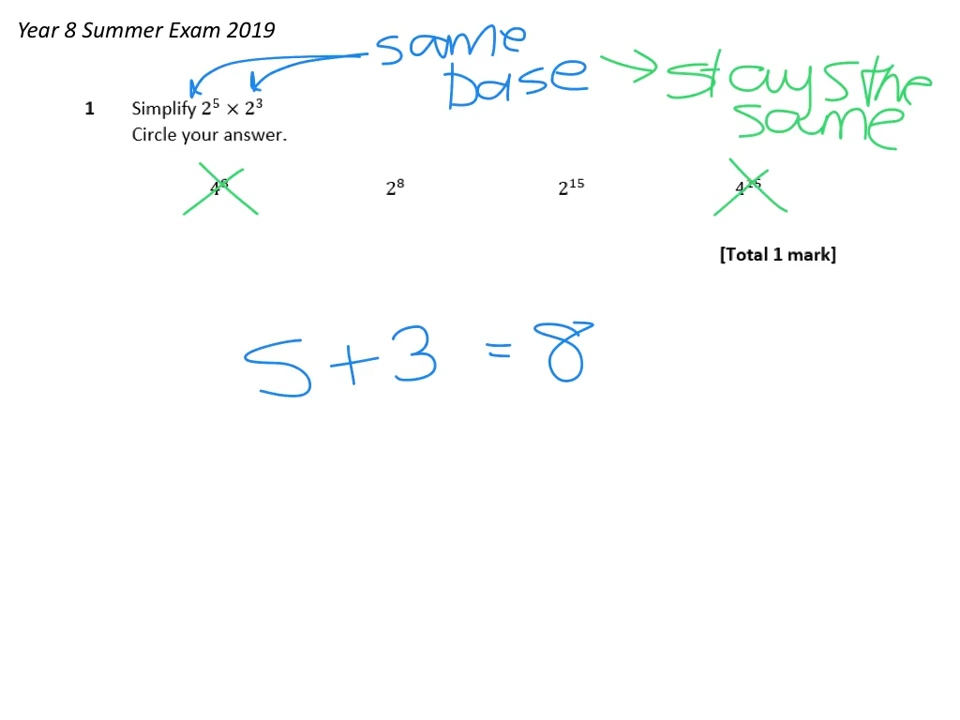 Year 8 Summer Exam 2019
same
base → stays the
same
1 Simplify 2⁵ × 2³
Circle your answer.
4⁸ 2⁸ 2¹⁵ 4¹⁵
[Total 1 mark]
5 + 3 = 8